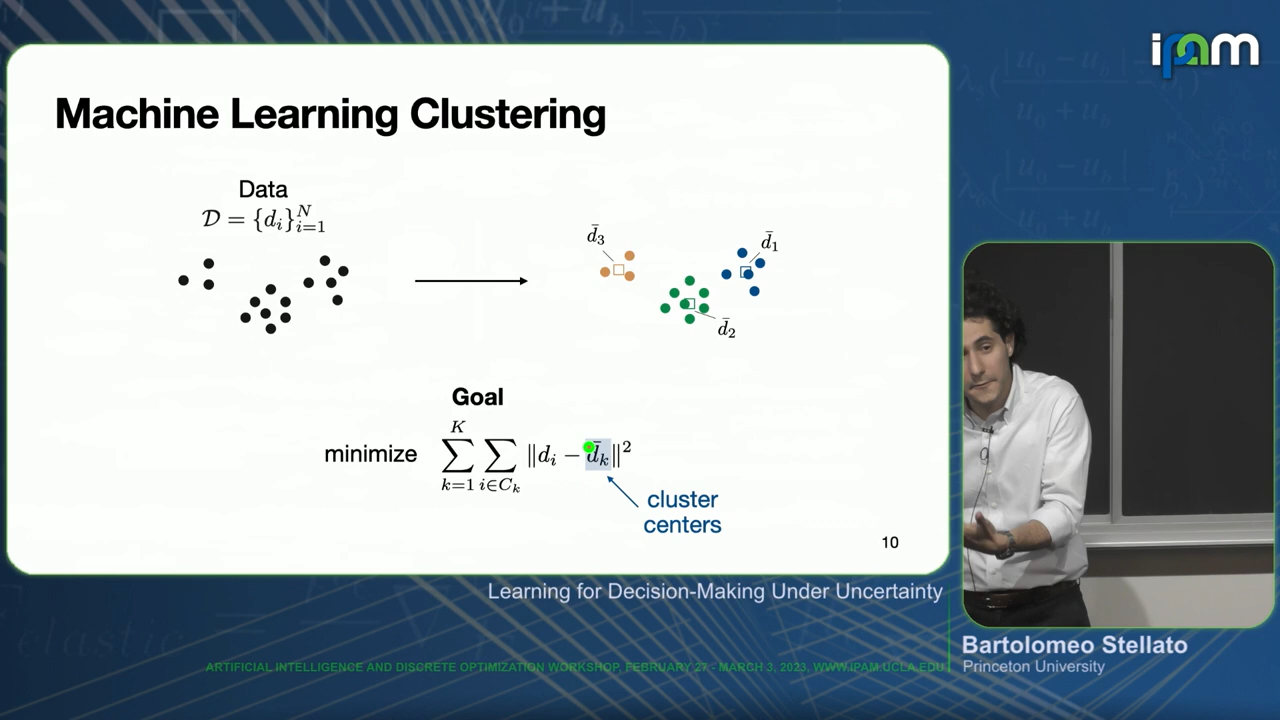 ipam
Machine Learning Clustering
Data
𝒟 = {d_i}_{i=1}^N
d̄_3
d̄_1
d̄_2
Goal
minimize ∑_{k=1}^K ∑_{i∈C_k} ‖d_i − d̄_k‖^2
cluster
centers
10
Learning for Decision-Making Under Uncertainty
Bartolomeo Stellato
Princeton University
ARTIFICIAL INTELLIGENCE AND DISCRETE OPTIMIZATION WORKSHOP, FEBRUARY 27 - MARCH 3, 2023, WWW.IPAM.UCLA.EDU
elastic